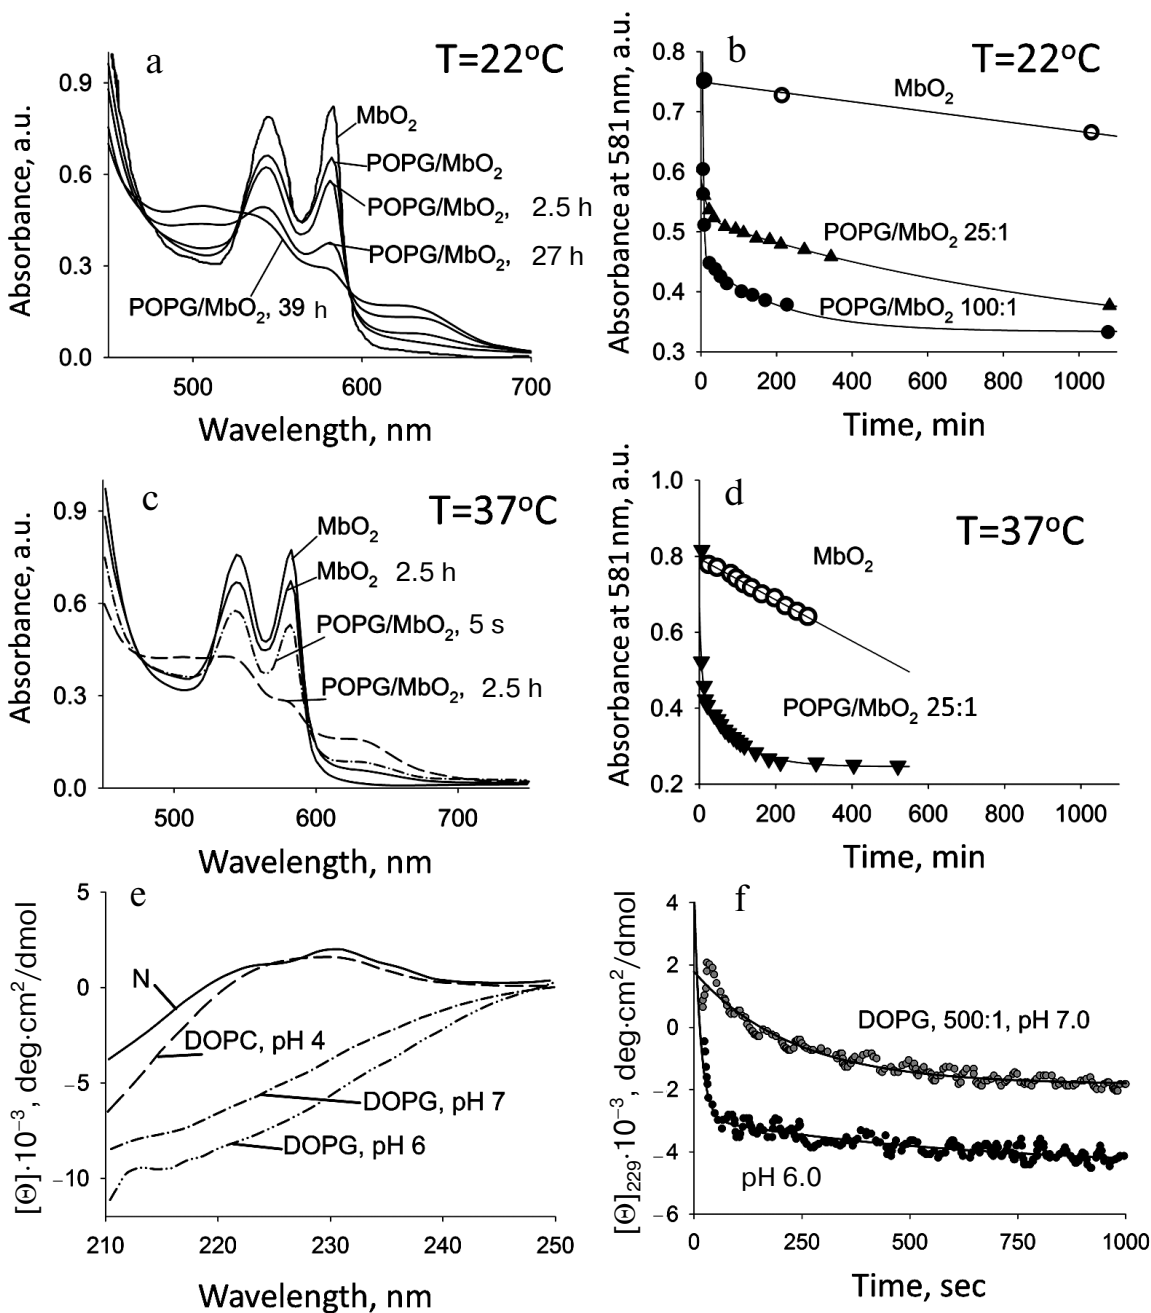 a
T=22°C
Absorbance, a.u.
0.9
0.6
0.3
0.0
MbO₂
POPG/MbO₂
POPG/MbO₂, 2.5 h
POPG/MbO₂, 27 h
POPG/MbO₂, 39 h
500
600
700
Wavelength, nm
b
T=22°C
Absorbance at 581 nm, a.u.
0.8
0.7
0.6
0.5
0.4
0.3
MbO₂
POPG/MbO₂ 25:1
POPG/MbO₂ 100:1
0
200
400
600
800
1000
Time, min
c
T=37°C
Absorbance, a.u.
0.9
0.6
0.3
0.0
MbO₂
MbO₂ 2.5 h
POPG/MbO₂, 5 s
POPG/MbO₂, 2.5 h
500
600
700
Wavelength, nm
d
T=37°C
Absorbance at 581 nm, a.u.
1.0
0.8
0.6
0.4
0.2
MbO₂
POPG/MbO₂ 25:1
0
200
400
600
800
1000
Time, min
e
[Θ]·10⁻³, deg·cm²/dmol
5
0
−5
−10
N
DOPC, pH 4
DOPG, pH 7
DOPG, pH 6
210
220
230
240
250
Wavelength, nm
f
[Θ]₂₂₉·10⁻³, deg·cm²/dmol
4
2
0
−2
−4
−6
DOPG, 500:1, pH 7.0
pH 6.0
0
250
500
750
1000
Time, sec